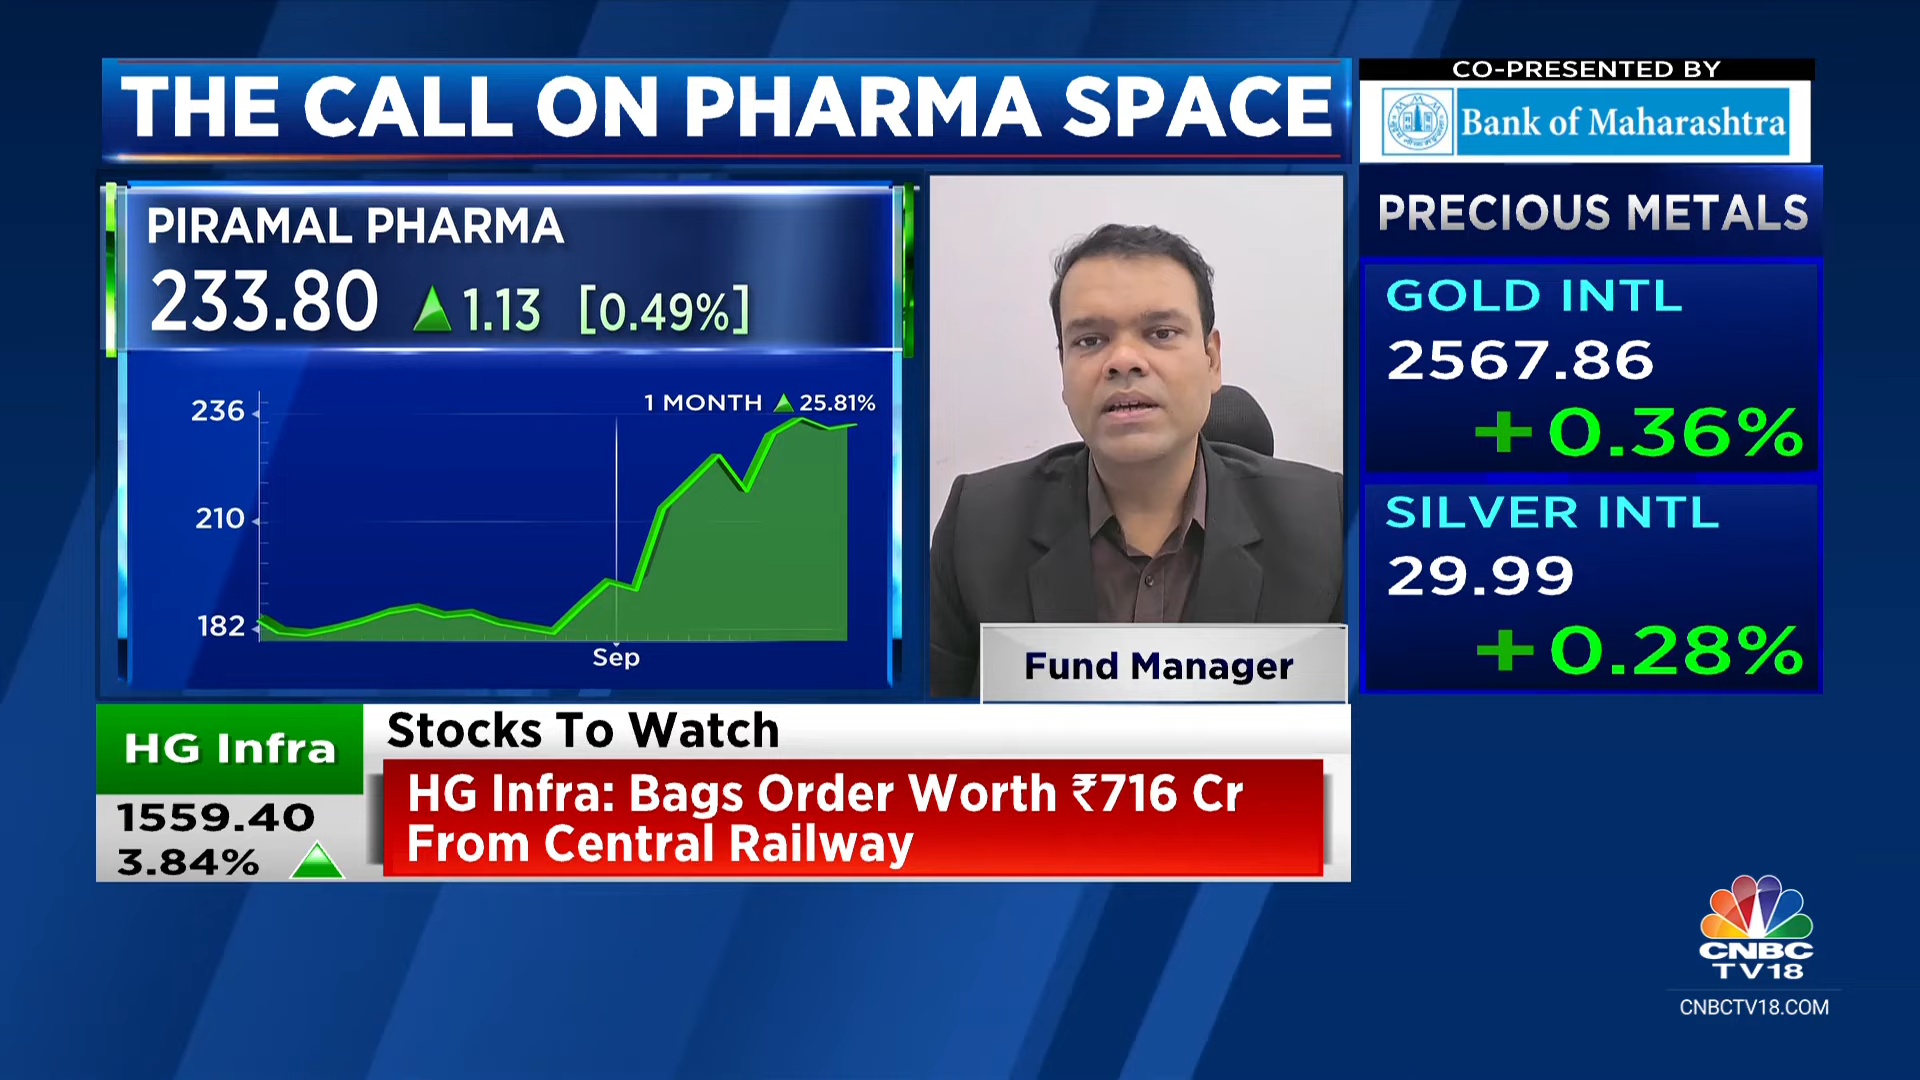 THE CALL ON PHARMA SPACE
CO-PRESENTED BY
Bank of Maharashtra
PIRAMAL PHARMA
233.80 ▲ 1.13 [0.49%]
1 MONTH ▲ 25.81%
236
210
182
Sep
Fund Manager
PRECIOUS METALS
GOLD INTL
2567.86
+0.36%
SILVER INTL
29.99
+0.28%
HG Infra
1559.40
3.84%
Stocks To Watch
HG Infra: Bags Order Worth ₹716 Cr
From Central Railway
CNBC
TV18
CNBCTV18.COM